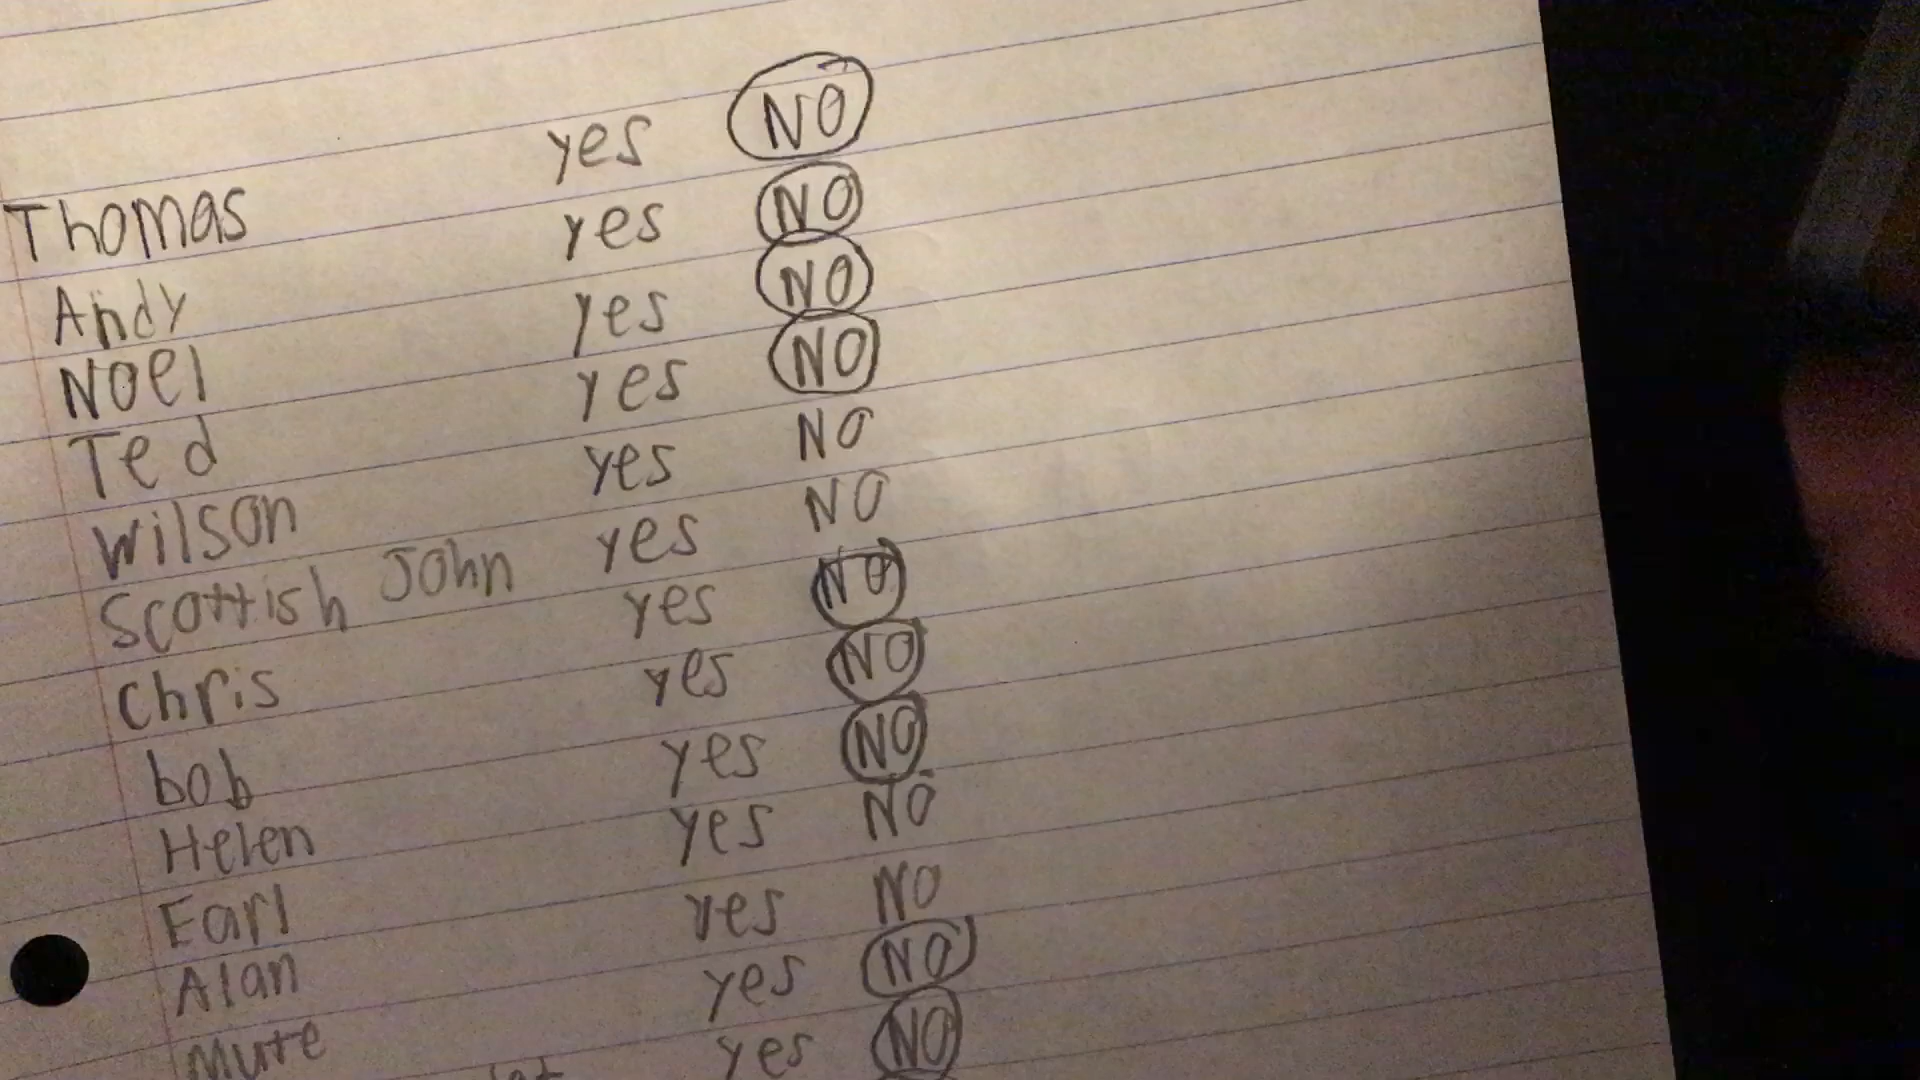 Thomas yes NO
Andy yes NO
Noel yes NO
Ted yes NO
Wilson yes NO
Scottish John yes NO
Chris yes NO
bob yes NO
Helen yes NO
Earl yes NO
Alan yes NO
Mute yes NO
yes NO